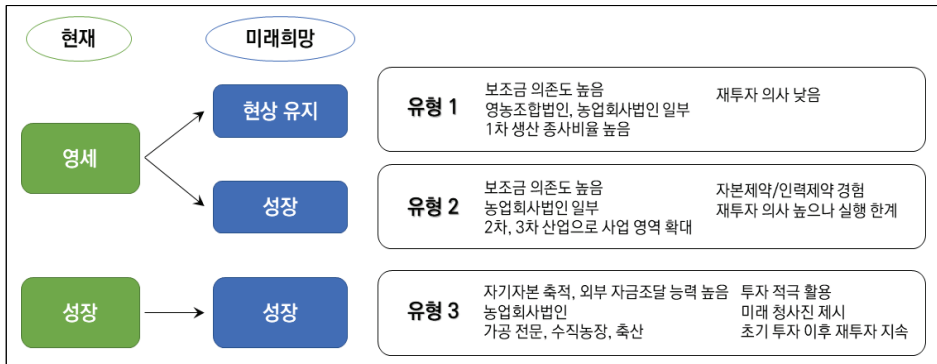 현재
미래희망
영세
현상 유지
유형 1
보조금 의존도 높음
영농조합법인, 농업회사법인 일부
1차 생산 종사비율 높음
재투자 의사 낮음
성장
유형 2
보조금 의존도 높음
농업회사법인 일부
2차, 3차 산업으로 사업 영역 확대
자본제약/인력제약 경험
재투자 의사 높으나 실행 한계
성장
성장
유형 3
자기자본 축적, 외부 자금조달 능력 높음
농업회사법인
가공 전문, 수직농장, 축산
투자 적극 활용
미래 청사진 제시
초기 투자 이후 재투자 지속